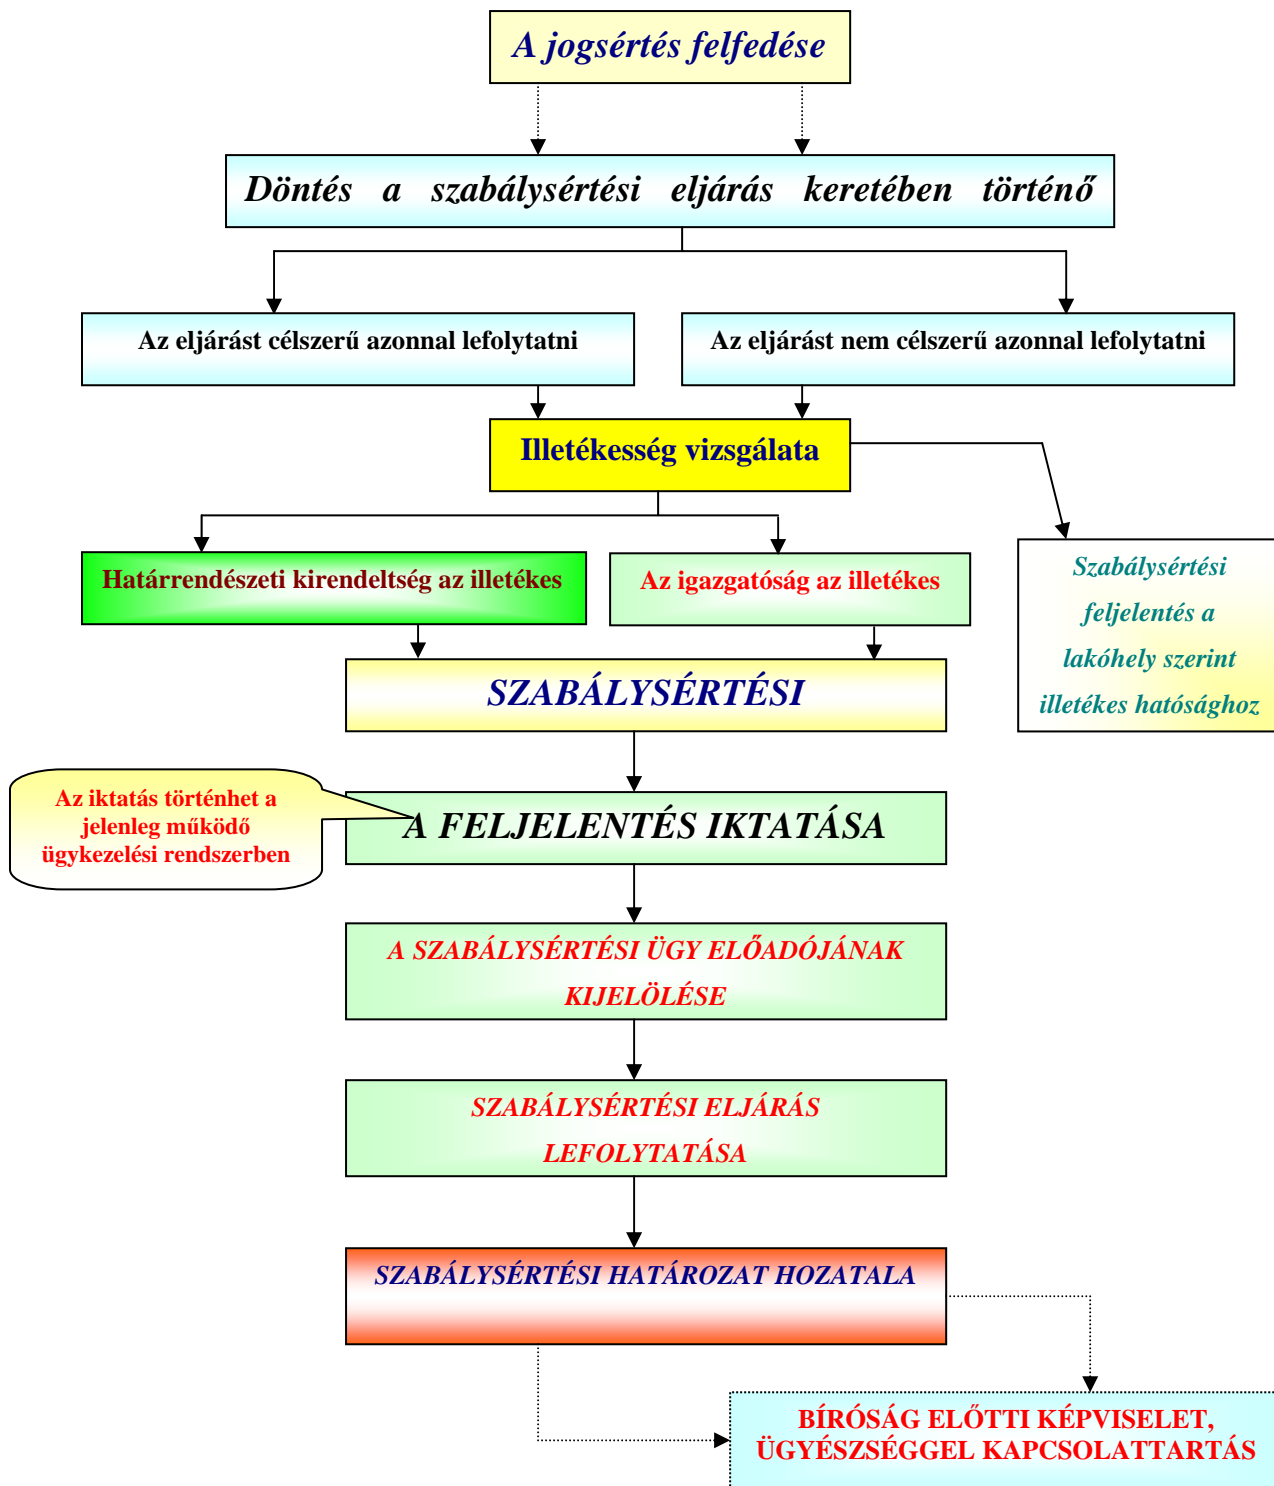 A jogsértés felfedése
Döntés a szabálysértési eljárás keretében történő
Az eljárást célszerű azonnal lefolytatni
Az eljárást nem célszerű azonnal lefolytatni
Illetékesség vizsgálata
Határrendészeti kirendeltség az illetékes
Az igazgatóság az illetékes
Szabálysértési
feljelentés a
lakóhely szerint
illetékes hatósághoz
SZABÁLYSÉRTÉSI
Az iktatás történhet a
jelenleg működő
ügykezelési rendszerben
A FELJELENTÉS IKTATÁSA
A SZABÁLYSÉRTÉSI ÜGY ELŐADÓJÁNAK
KIJELÖLÉSE
SZABÁLYSÉRTÉSI ELJÁRÁS
LEFOLYTATÁSA
SZABÁLYSÉRTÉSI HATÁROZAT HOZATALA
BÍRÓSÁG ELŐTTI KÉPVISELET,
ÜGYÉSZSÉGGEL KAPCSOLATTARTÁS